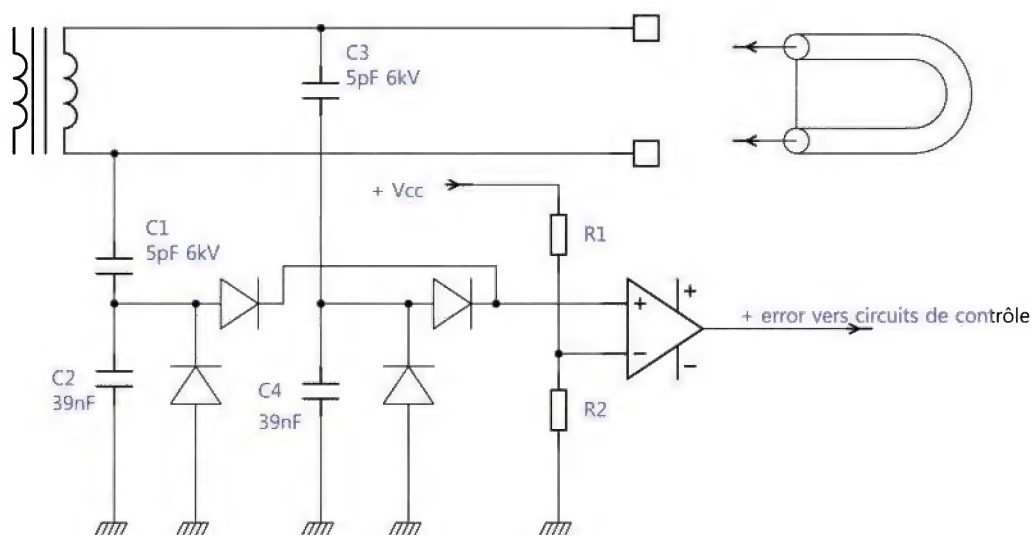 C3
5pF 6kV
+ Vcc
C1
5pF 6kV
R1
+
+
+ error vers circuits de contrôle
−
−
C2
39nF
C4
39nF
R2